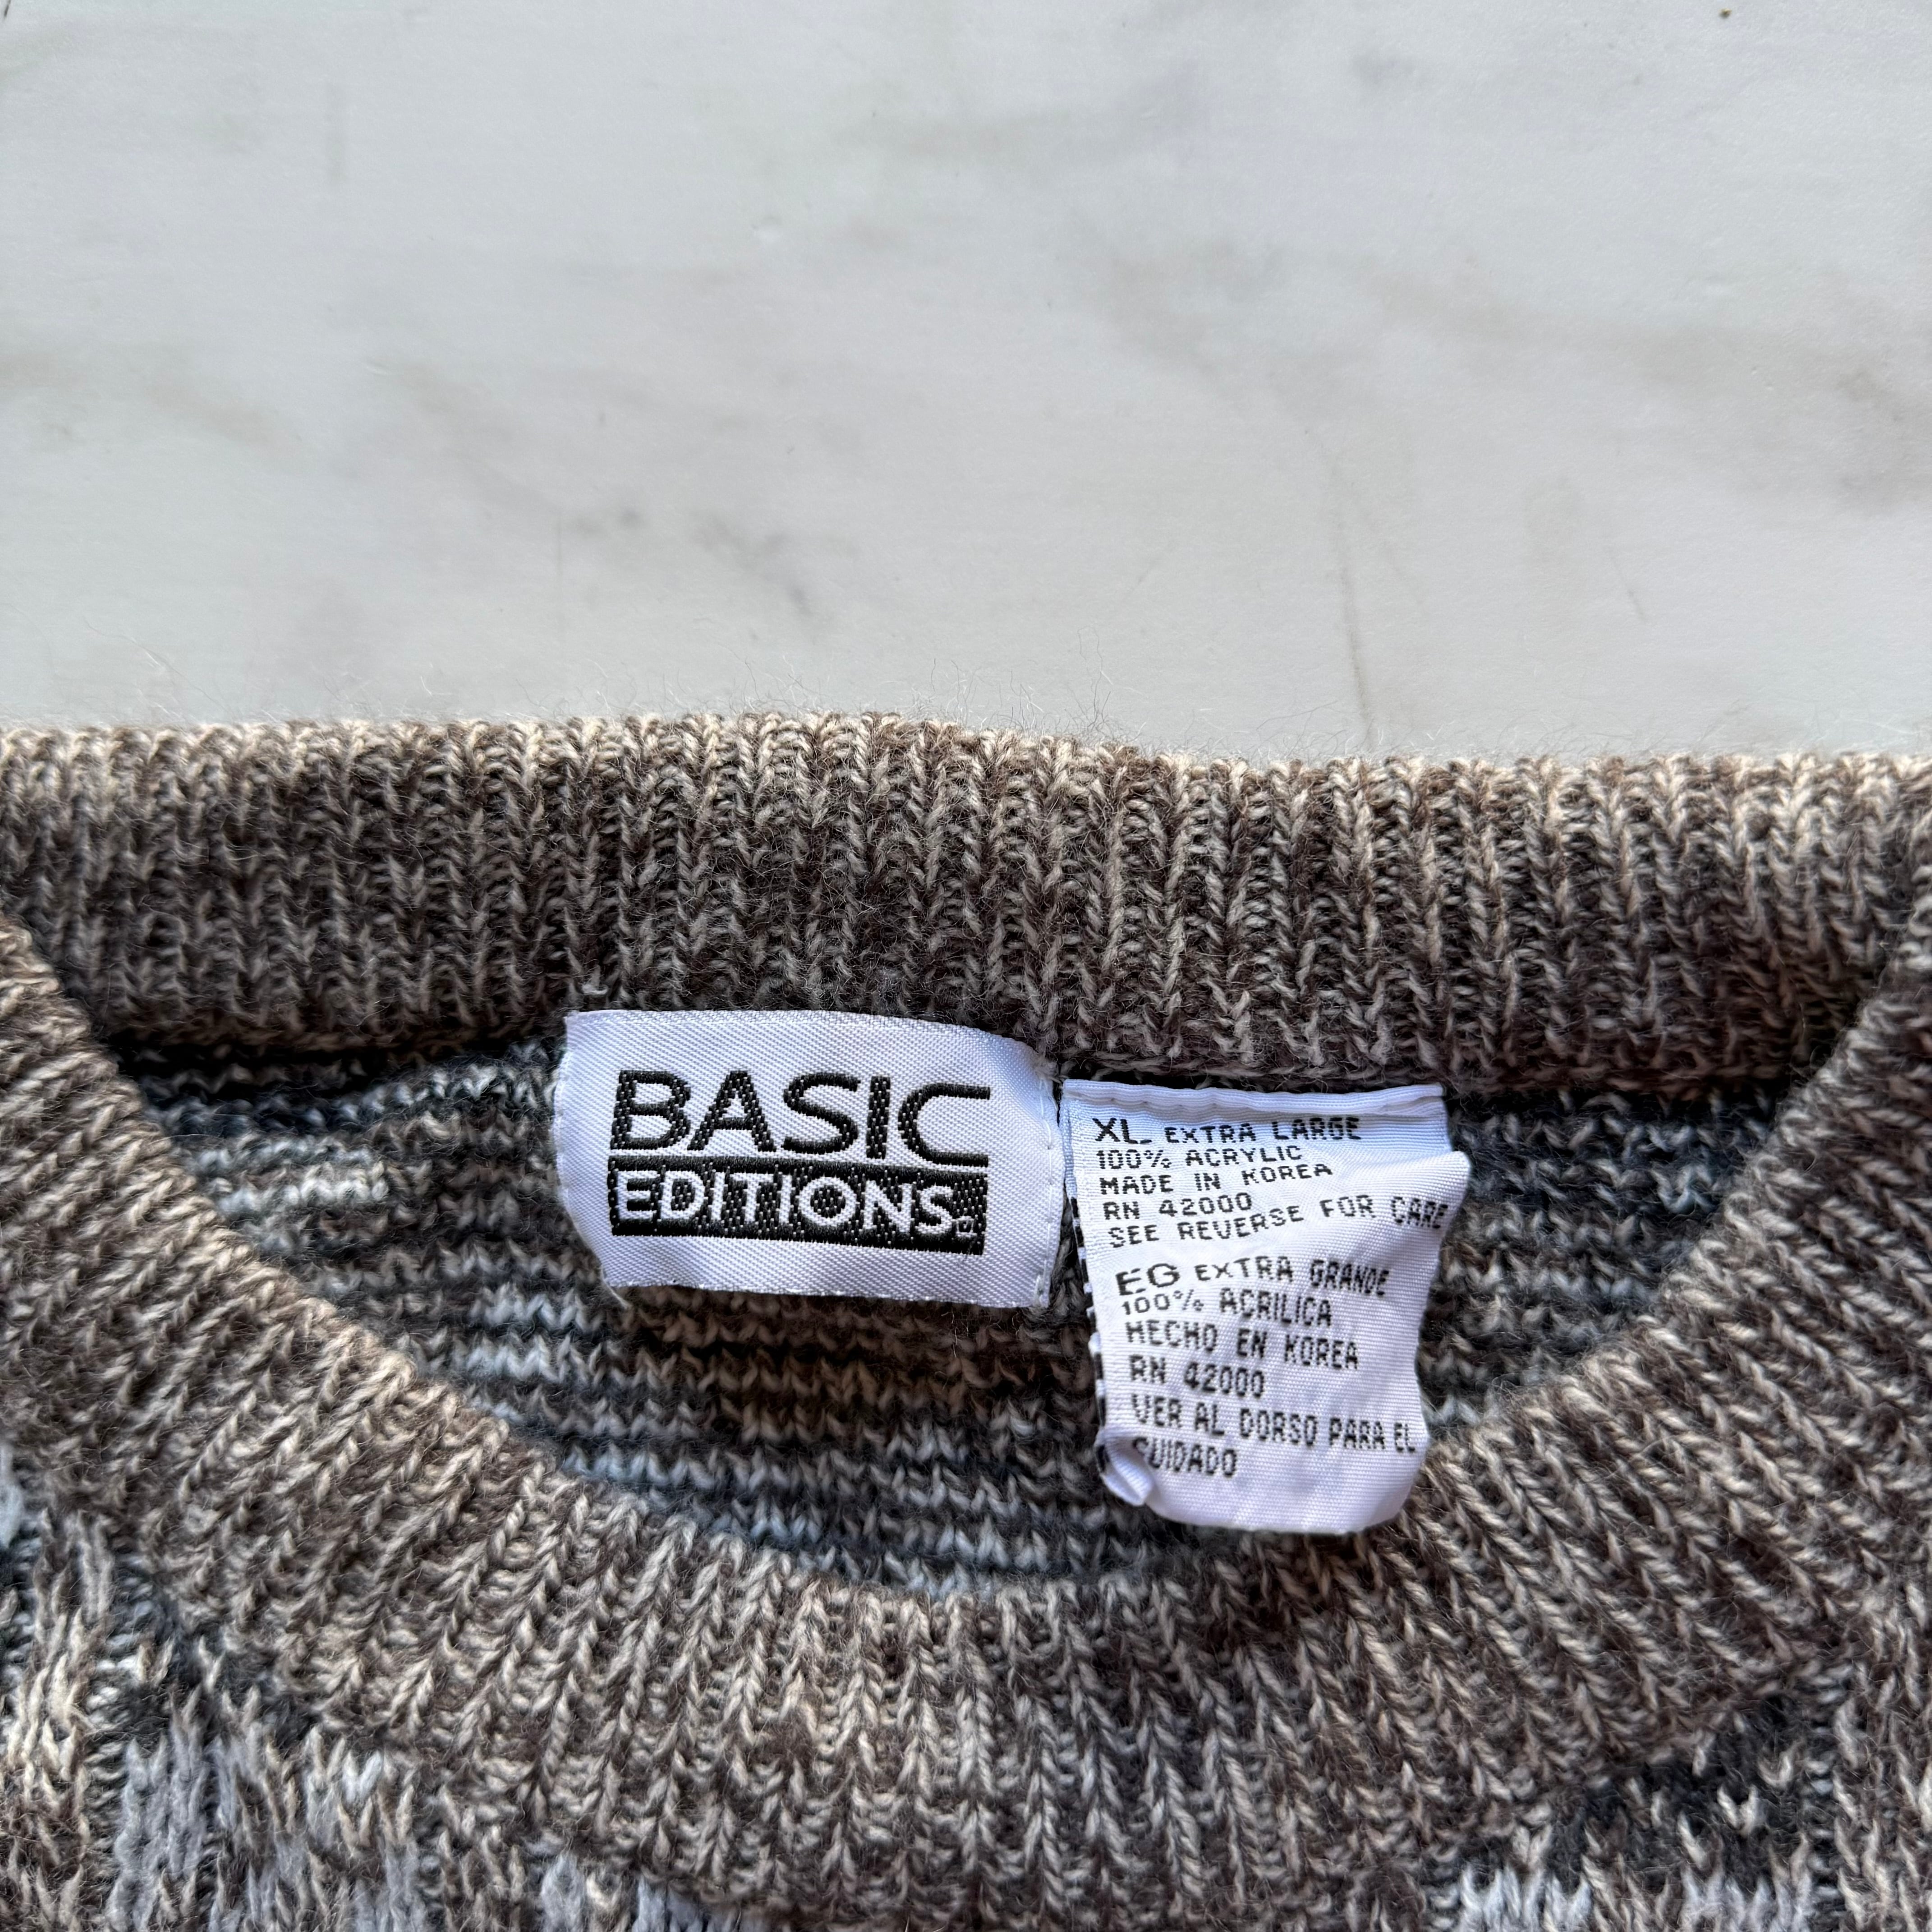 BASIC
EDITIONS
XL EXTRA LARGE
100% ACRYLIC
MADE IN KOREA
RN 42000
SEE REVERSE FOR CARE
EG EXTRA GRANDE
100% ACRILICA
HECHO EN KOREA
RN 42000
VER AL DORSO PARA EL
CUIDADO